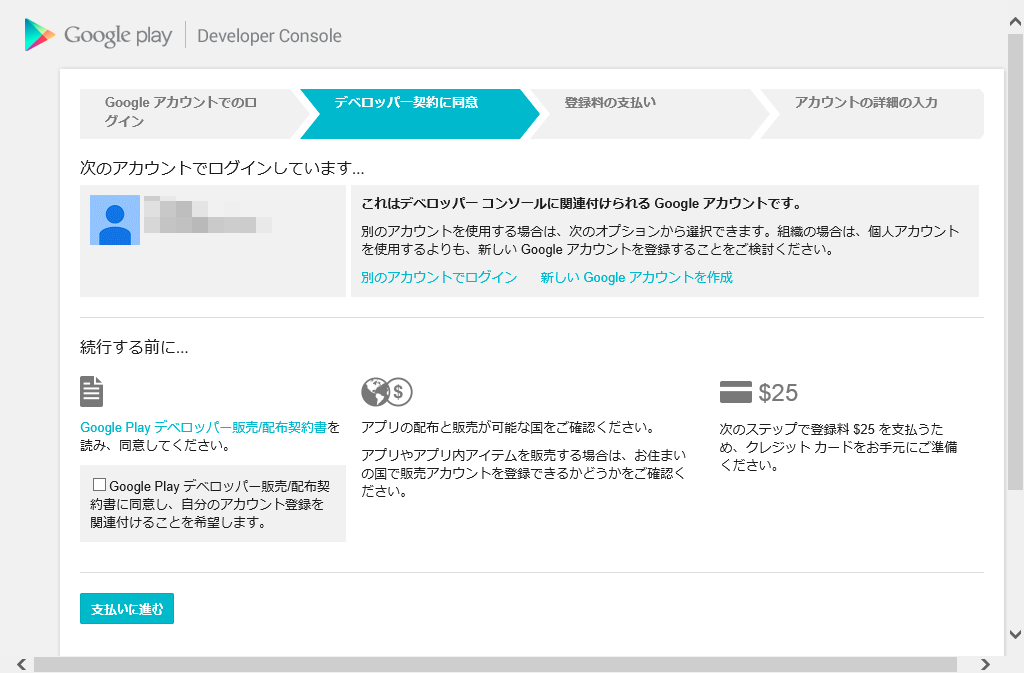 Google play Developer Console
Google アカウントでのロ
グイン
デベロッパー契約に同意
登録料の支払い
アカウントの詳細の入力
次のアカウントでログインしています...
これはデベロッパー コンソールに関連付けられる Google アカウントです。
別のアカウントを使用する場合は、次のオプションから選択できます。組織の場合は、個人アカウント
を使用するよりも、新しい Google アカウントを登録することをご検討ください。
別のアカウントでログイン 新しい Google アカウントを作成
続行する前に...
Google Play デベロッパー販売/配布契約書を
読み、同意してください。
Google Play デベロッパー販売/配布契
約書に同意し、自分のアカウント登録を
関連付けることを希望します。
$
アプリの配布と販売が可能な国をご確認ください。
アプリやアプリ内アイテムを販売する場合は、お住まい
の国で販売アカウントを登録できるかどうかをご確認く
ださい。
$25
次のステップで登録料 $25 を支払うた
め、クレジット カードをお手元にご準備
ください。
支払いに進む